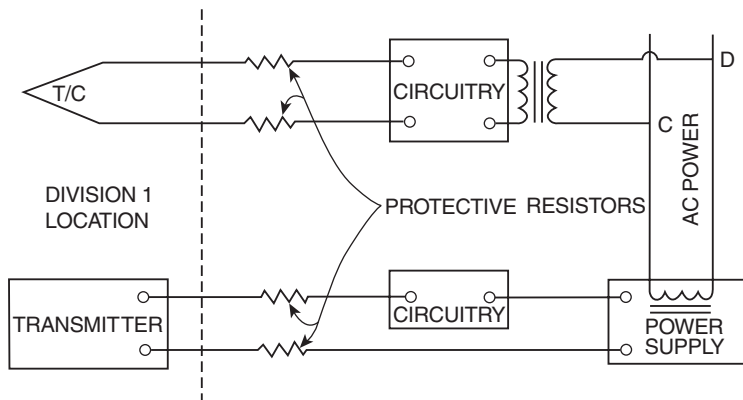 D
T/C
CIRCUITRY
C
AC POWER
DIVISION 1
LOCATION
PROTECTIVE RESISTORS
TRANSMITTER
CIRCUITRY
POWER
SUPPLY